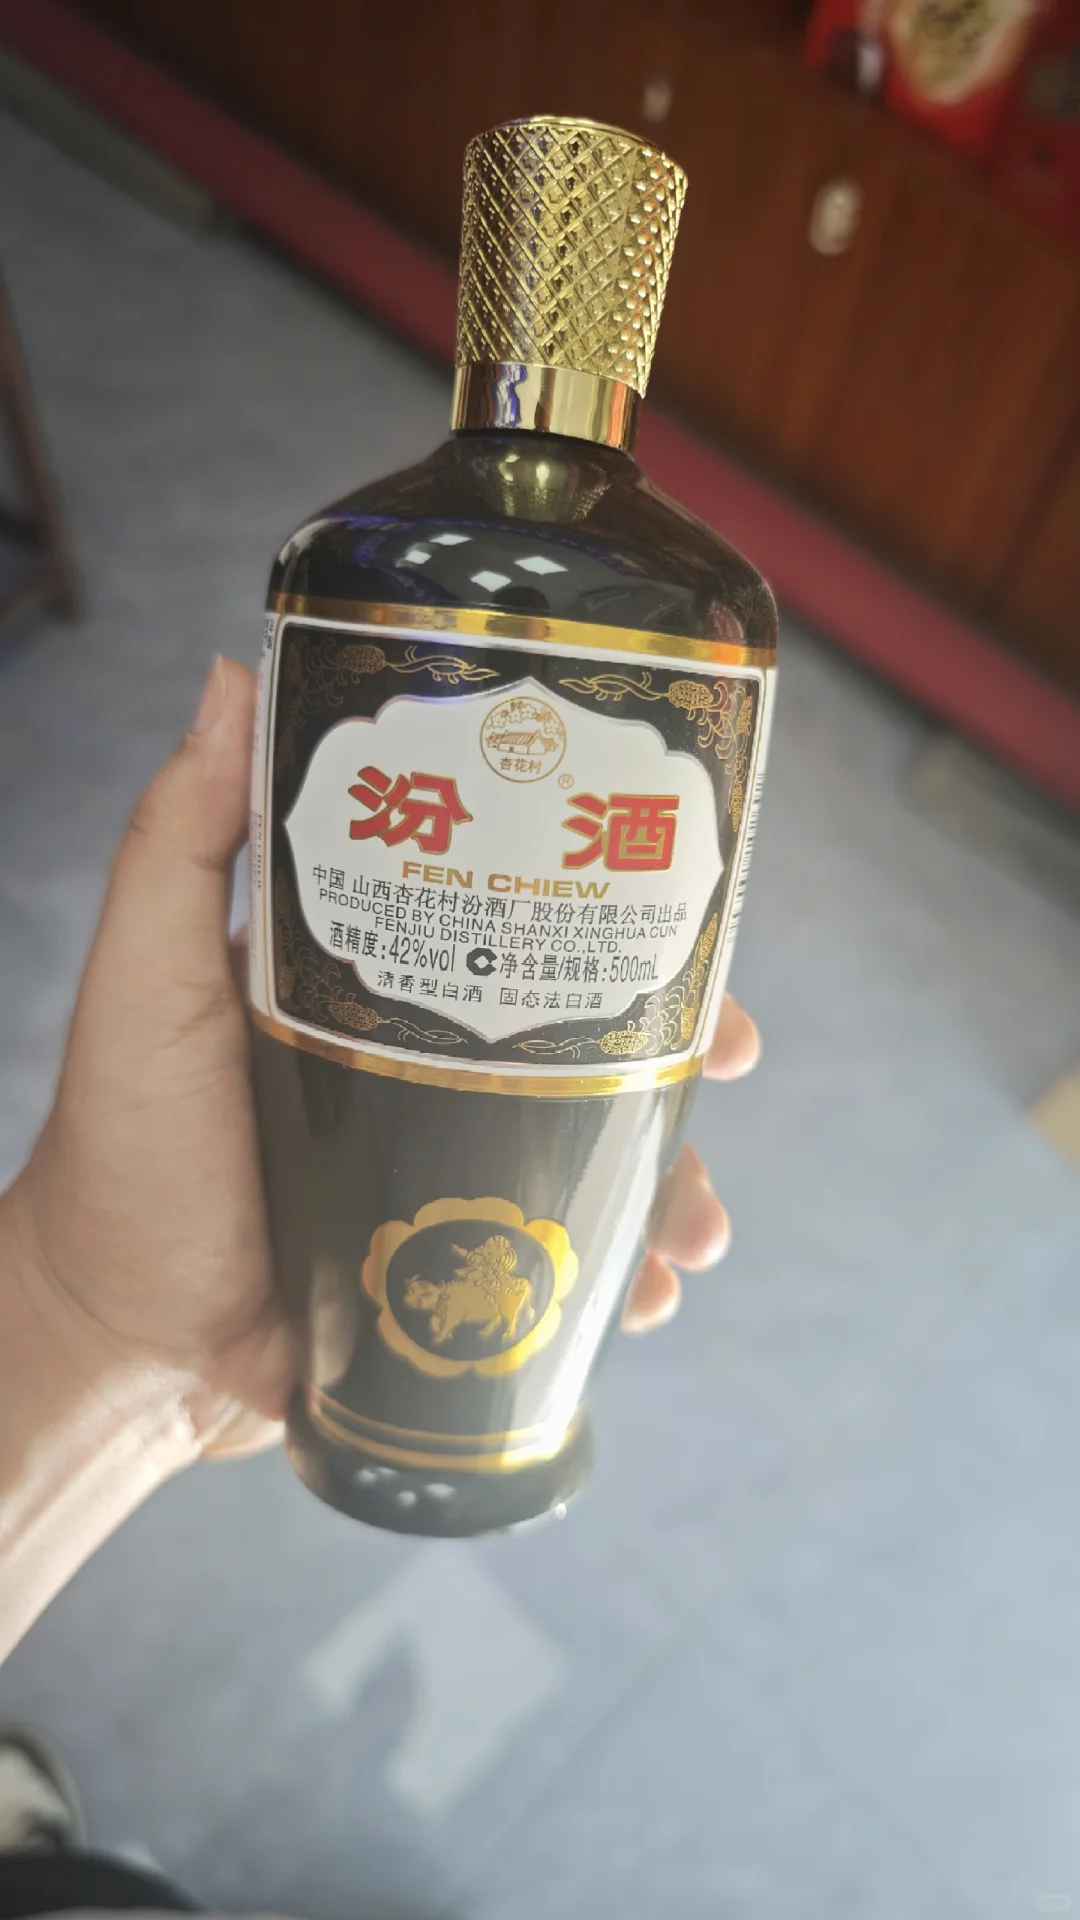 杏花村
®
汾 酒
FEN CHIEW
中国 山西杏花村汾酒厂股份有限公司出品
PRODUCED BY CHINA SHANXI XINGHUA CUN
FENJIU DISTILLERY CO.,LTD.
酒精度:42%vol C 净含量/规格:500mL
清香型白酒 固态法白酒
FEN CHIEW